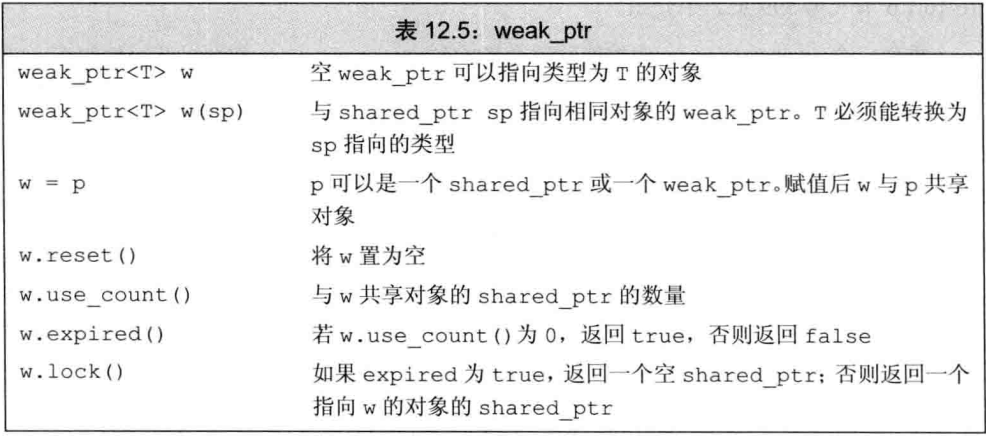 表 12.5：weak_ptr
weak_ptr<T> w 空 weak_ptr 可以指向类型为 T 的对象
weak_ptr<T> w(sp) 与 shared_ptr sp 指向相同对象的 weak_ptr。T 必须能转换为
sp 指向的类型
w = p p 可以是一个 shared_ptr 或一个 weak_ptr。赋值后 w 与 p 共享
对象
w.reset() 将 w 置为空
w.use_count() 与 w 共享对象的 shared_ptr 的数量
w.expired() 若 w.use_count() 为 0，返回 true，否则返回 false
w.lock() 如果 expired 为 true，返回一个空 shared_ptr；否则返回一个
指向 w 的对象的 shared_ptr